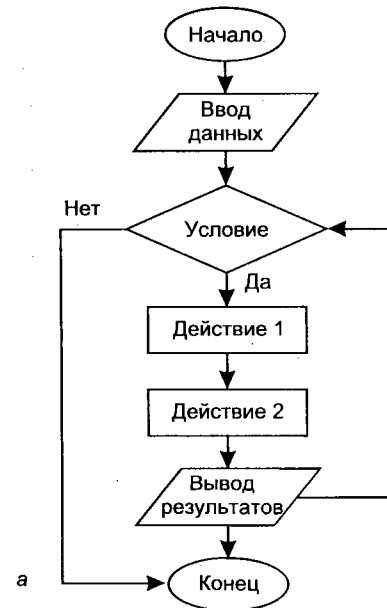 Начало
Ввод
данных
Нет
Условие
Да
Действие 1
Действие 2
Вывод
результатов
а
Конец